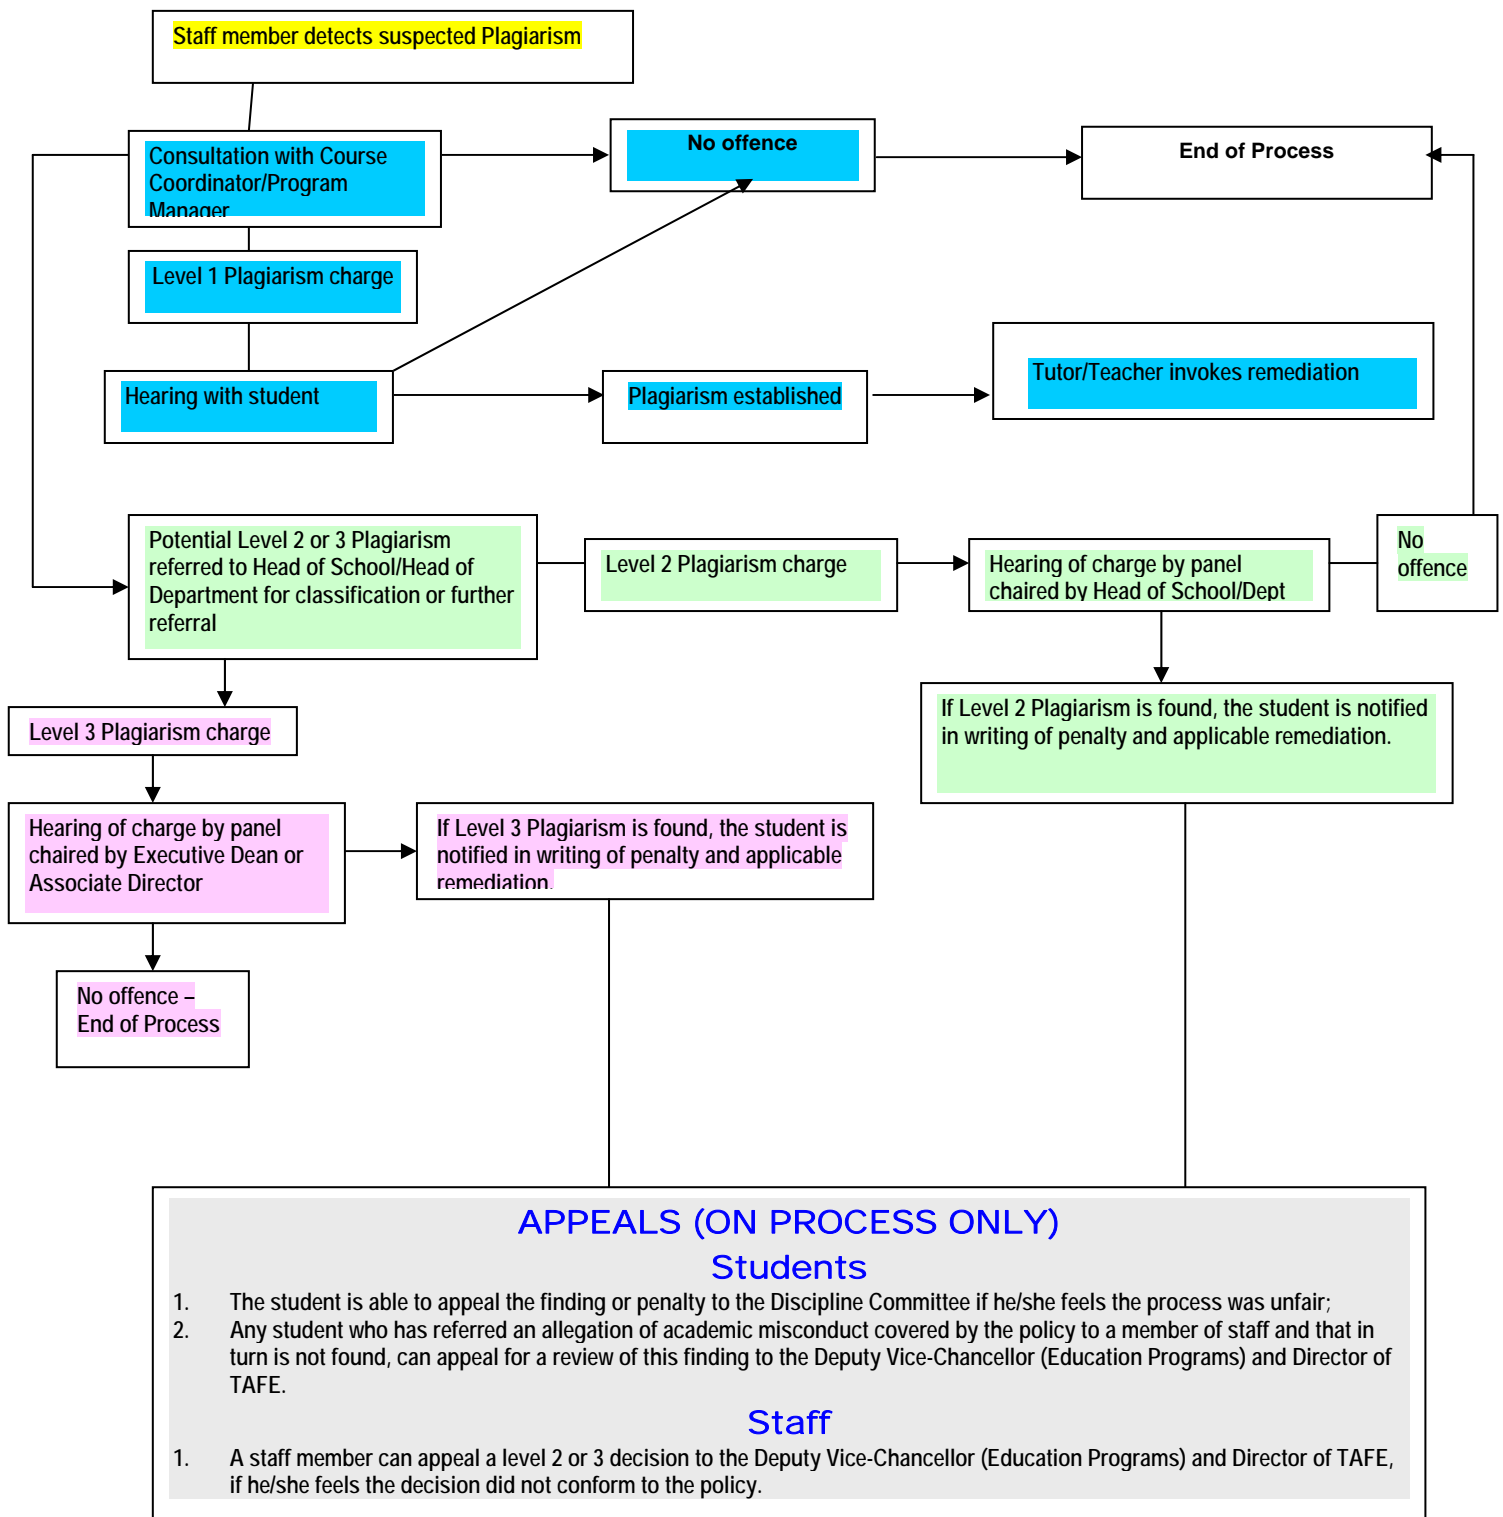 Staff member detects suspected Plagiarism
Consultation with Course
Coordinator/Program
Manager
No offence
End of Process
Level 1 Plagiarism charge
Hearing with student
Plagiarism established
Tutor/Teacher invokes remediation
Potential Level 2 or 3 Plagiarism
referred to Head of School/Head of
Department for classification or further
referral
Level 2 Plagiarism charge
Hearing of charge by panel
chaired by Head of School/Dept
No
offence
If Level 2 Plagiarism is found, the student is notified
in writing of penalty and applicable remediation.
Level 3 Plagiarism charge
Hearing of charge by panel
chaired by Executive Dean or
Associate Director
If Level 3 Plagiarism is found, the student is
notified in writing of penalty and applicable
remediation.
No offence –
End of Process
APPEALS (ON PROCESS ONLY)
Students
1. The student is able to appeal the finding or penalty to the Discipline Committee if he/she feels the process was unfair;
2. Any student who has referred an allegation of academic misconduct covered by the policy to a member of staff and that in
turn is not found, can appeal for a review of this finding to the Deputy Vice-Chancellor (Education Programs) and Director of
TAFE.
Staff
1. A staff member can appeal a level 2 or 3 decision to the Deputy Vice-Chancellor (Education Programs) and Director of TAFE,
if he/she feels the decision did not conform to the policy.